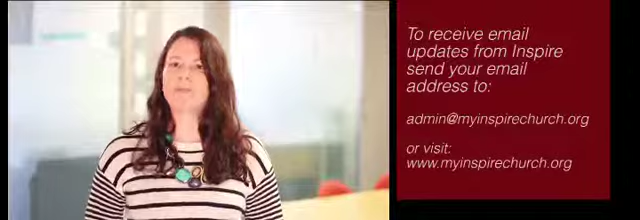 To receive email
updates from Inspire
send your email
address to:
admin@myinspirechurch.org
or visit:
www.myinspirechurch.org